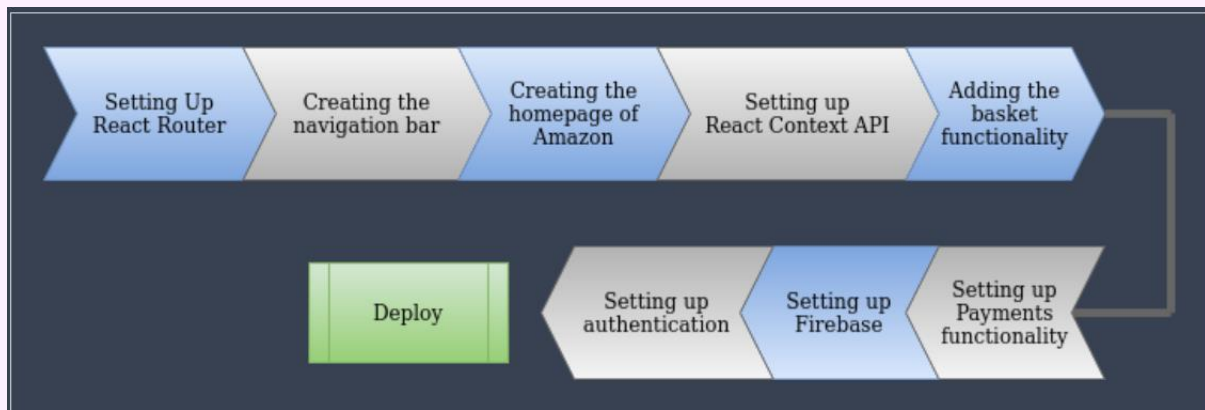 Setting Up
React Router
Creating the
navigation bar
Creating the
homepage of
Amazon
Setting up
React Context API
Adding the
basket
functionality
Setting up
Payments
functionality
Setting up
Firebase
Setting up
authentication
Deploy